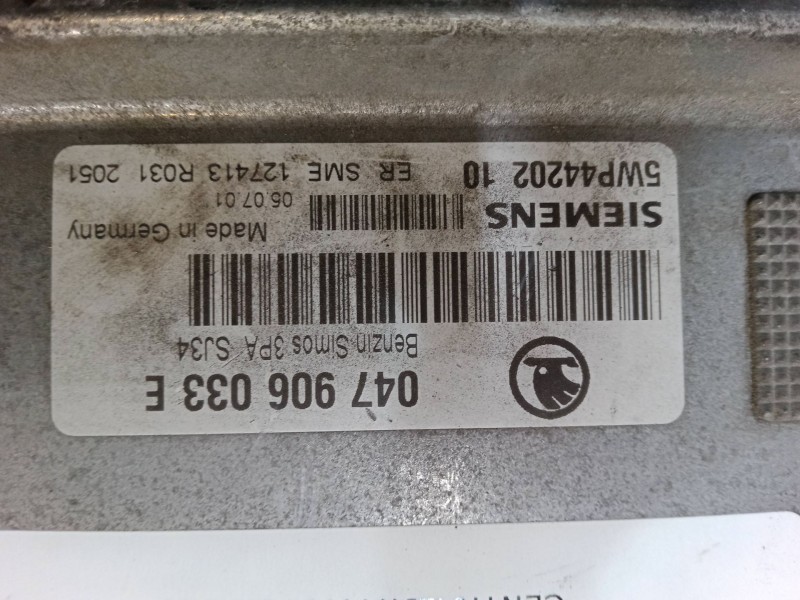 047 906 033 E
Benzin Simos 3PA SJ34
SIEMENS
Made in Germany
06.07.01
5WP44202 10
ER SME 127413 R031 2051